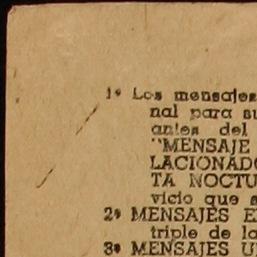 1º Los mensajes
nal para su
antes del
"MENSAJE
LACIONADO
TA NOCTU
vicio que s
2º MENSAJES E
triple de la
3º MENSAJES U